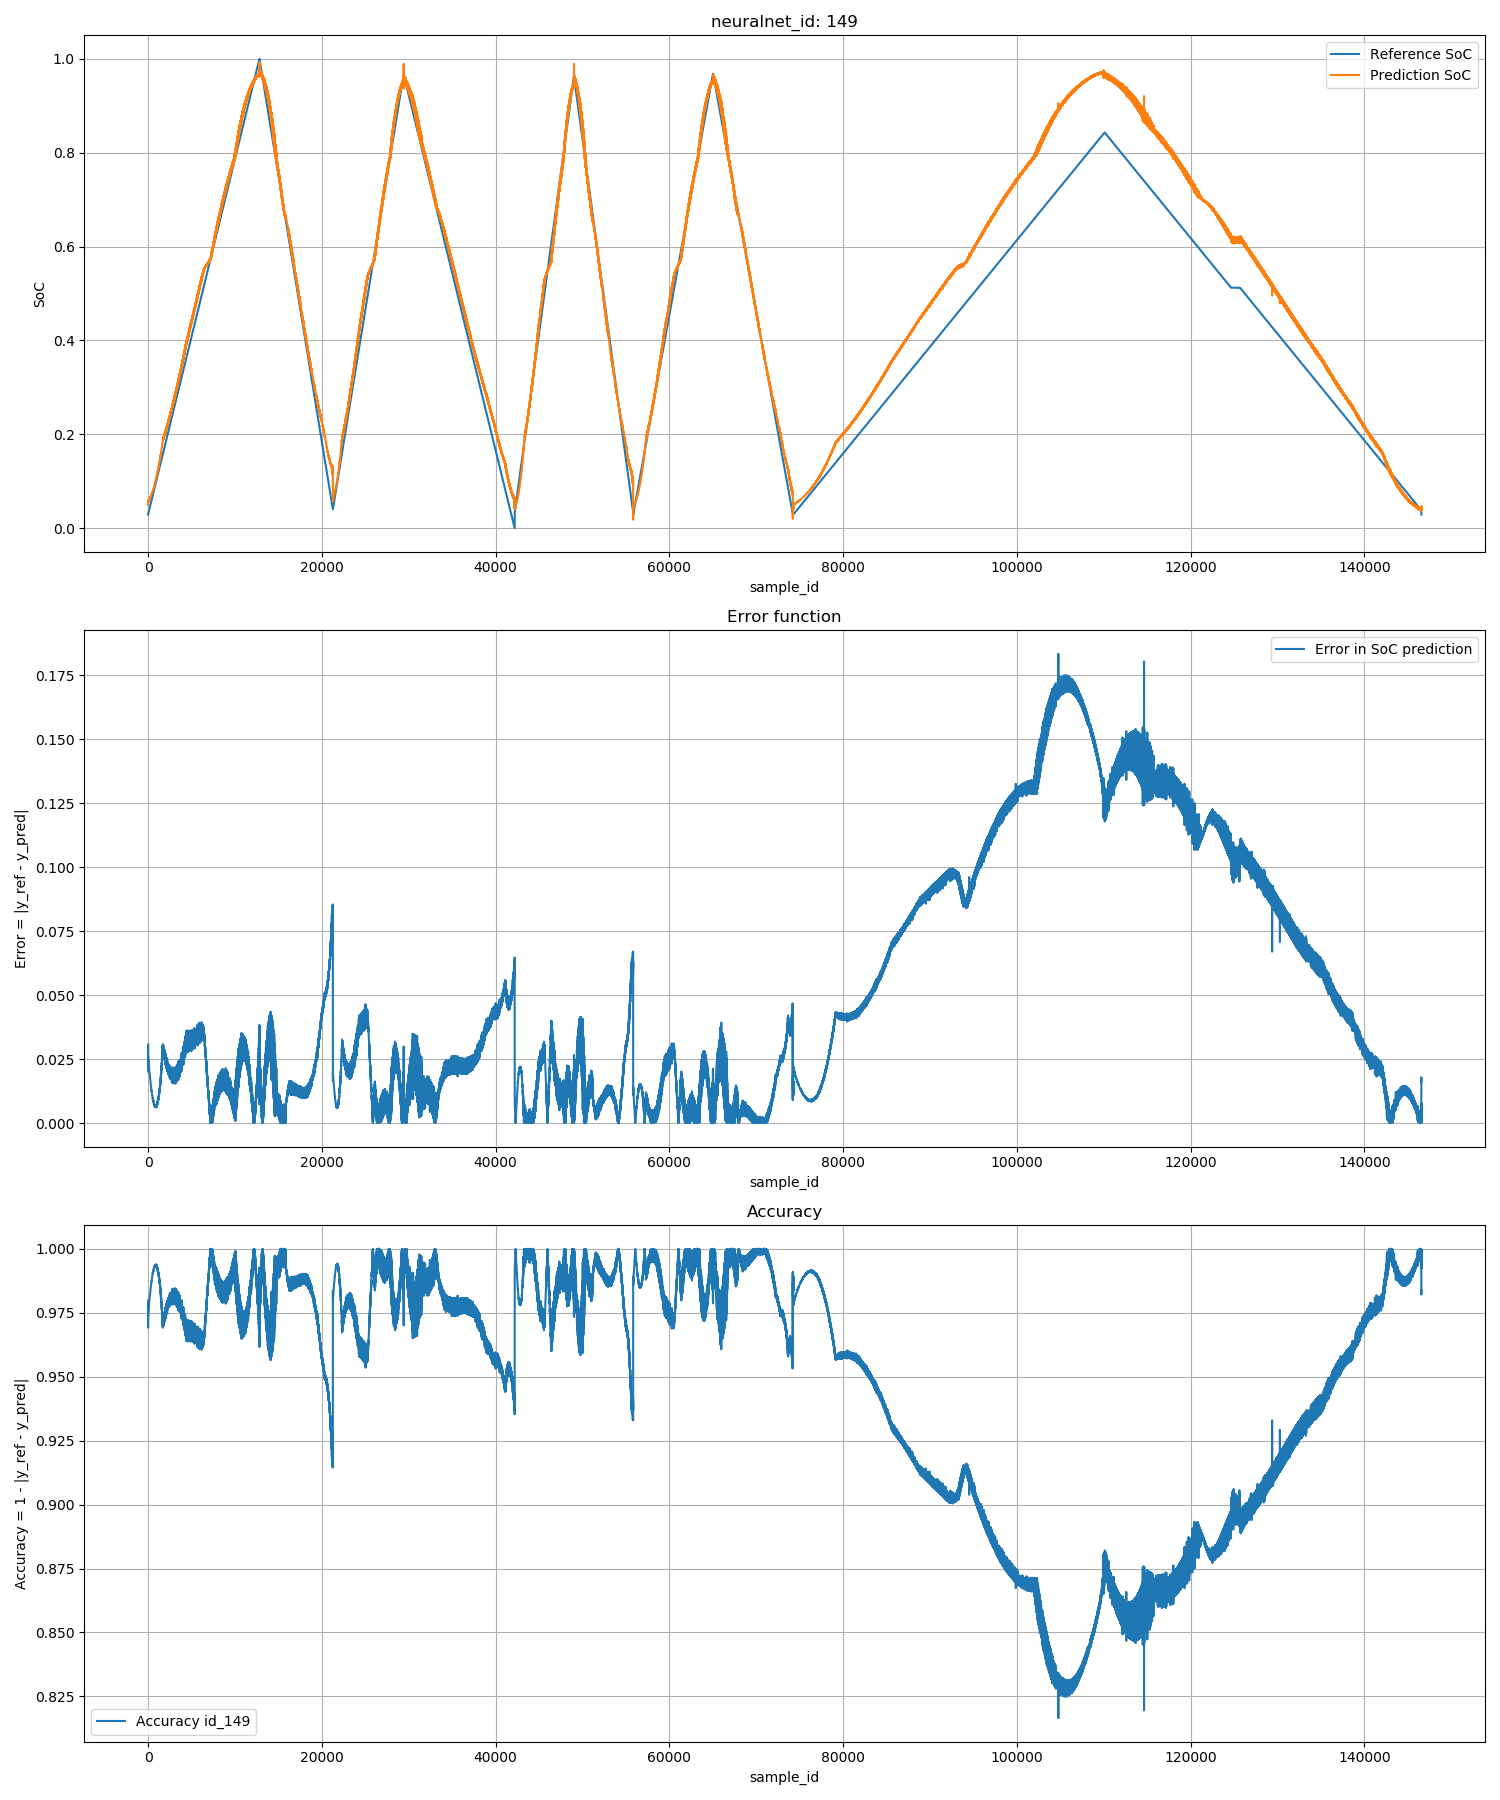 neuralnet_id: 149
Reference SoC
Prediction SoC
SoC
1.0
0.8
0.6
0.4
0.2
0.0
0 20000 40000 60000 80000 100000 120000 140000
sample_id
Error function
Error in SoC prediction
Error = |y_ref - y_pred|
0.175
0.150
0.125
0.100
0.075
0.050
0.025
0.000
0 20000 40000 60000 80000 100000 120000 140000
sample_id
Accuracy
Accuracy = 1 - |y_ref - y_pred|
1.000
0.975
0.950
0.925
0.900
0.875
0.850
0.825
Accuracy id_149
0 20000 40000 60000 80000 100000 120000 140000
sample_id